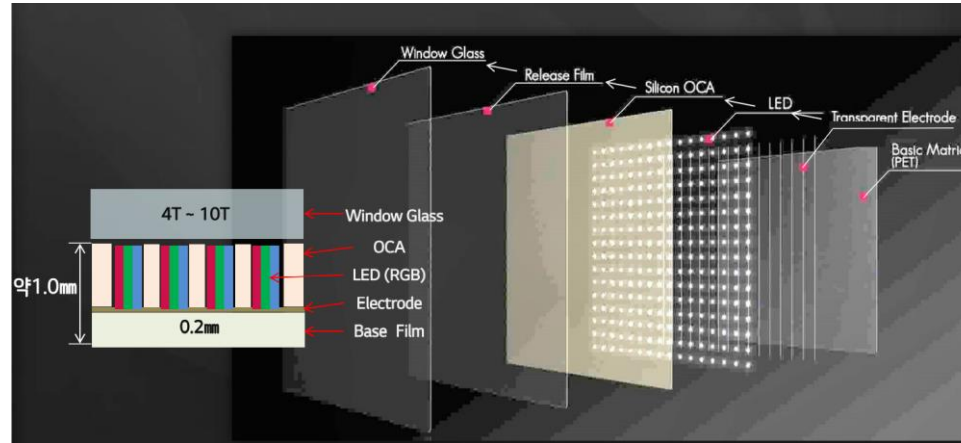 Window Glass
Release Film
Silicon OCA
LED
Transparent Electrode
Basic Matri
(PET)
4T ~ 10T
Window Glass
OCA
LED (RGB)
약1.0㎜
Electrode
0.2㎜
Base Film